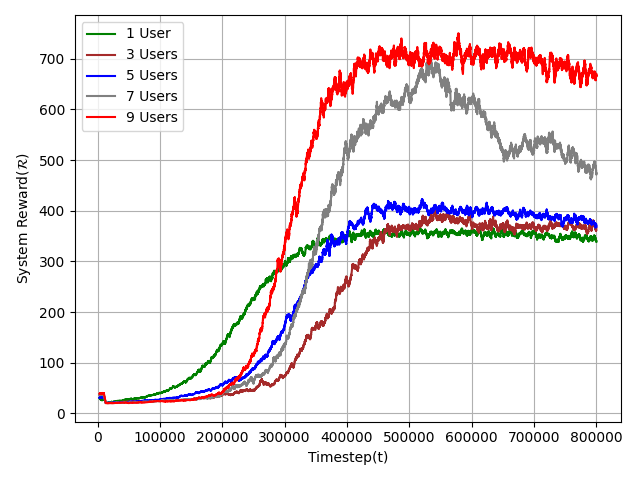 1 User
3 Users
5 Users
7 Users
9 Users
700
600
500
400
300
200
100
0
System Reward(ℛ)
0 100000 200000 300000 400000 500000 600000 700000 800000
Timestep(t)